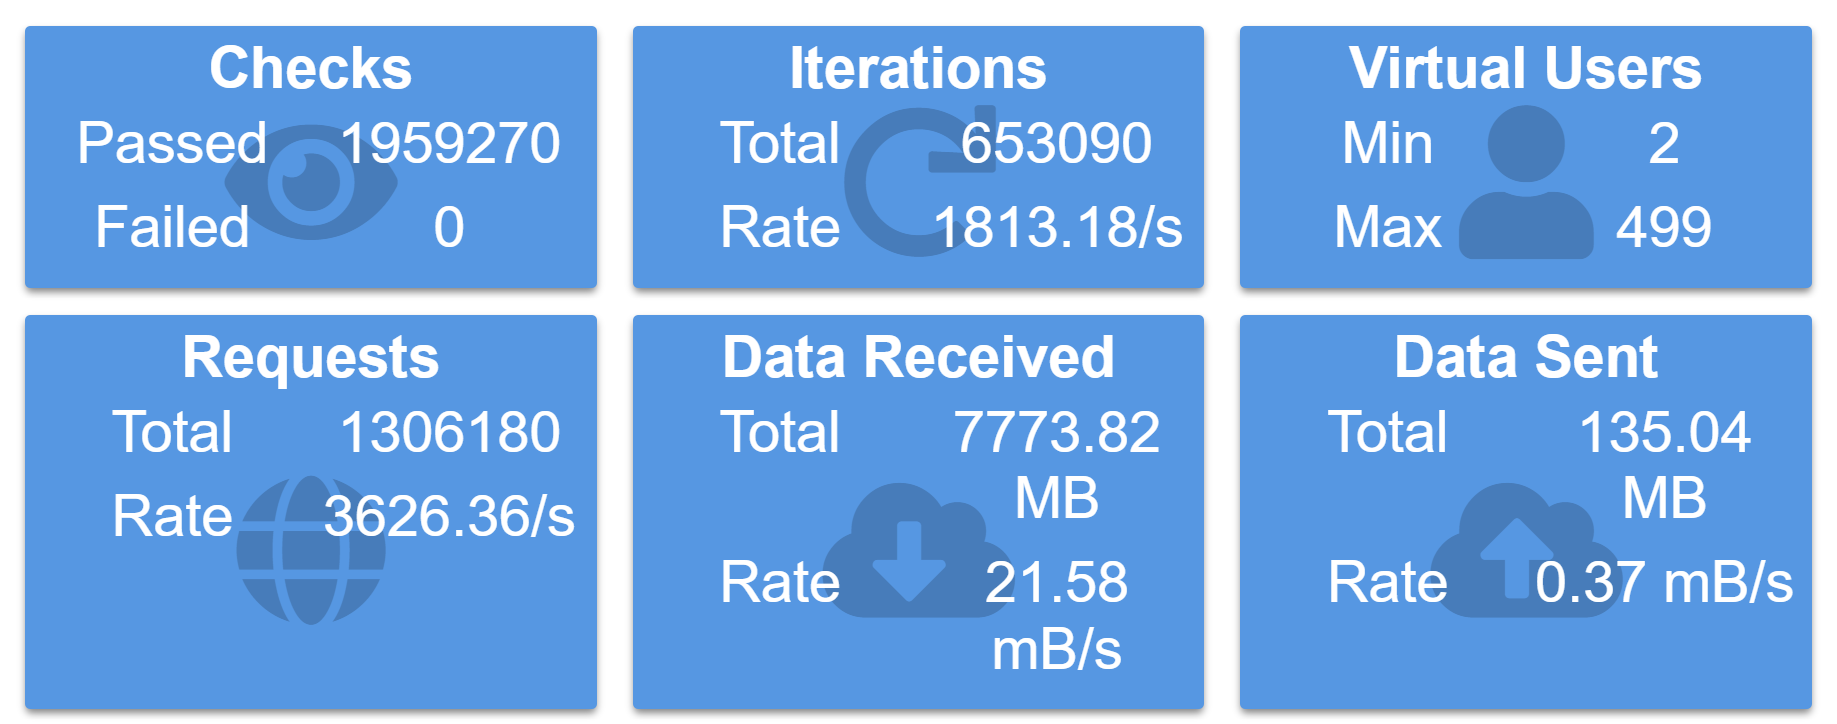 Checks
Passed 1959270
Failed 0
Iterations
Total 653090
Rate 1813.18/s
Virtual Users
Min 2
Max 499
Requests
Total 1306180
Rate 3626.36/s
Data Received
Total 7773.82
MB
Rate 21.58
mB/s
Data Sent
Total 135.04
MB
Rate 0.37 mB/s